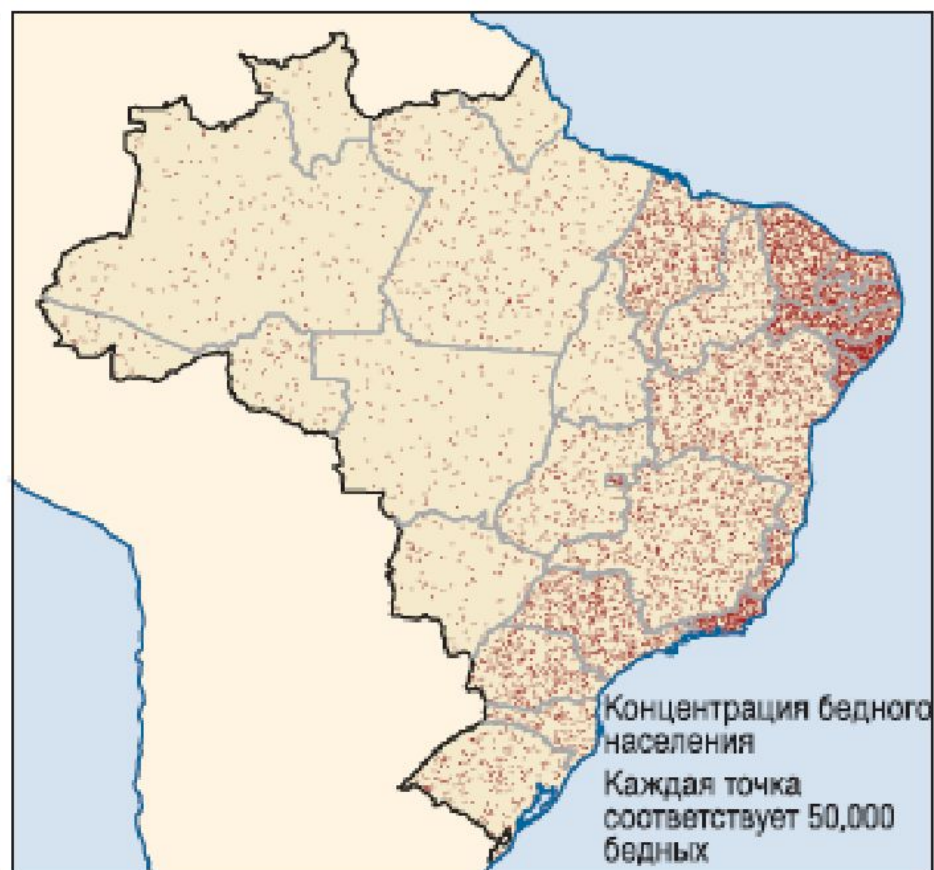 Концентрация бедного
населения
Каждая точка
соответствует 50,000
бедных